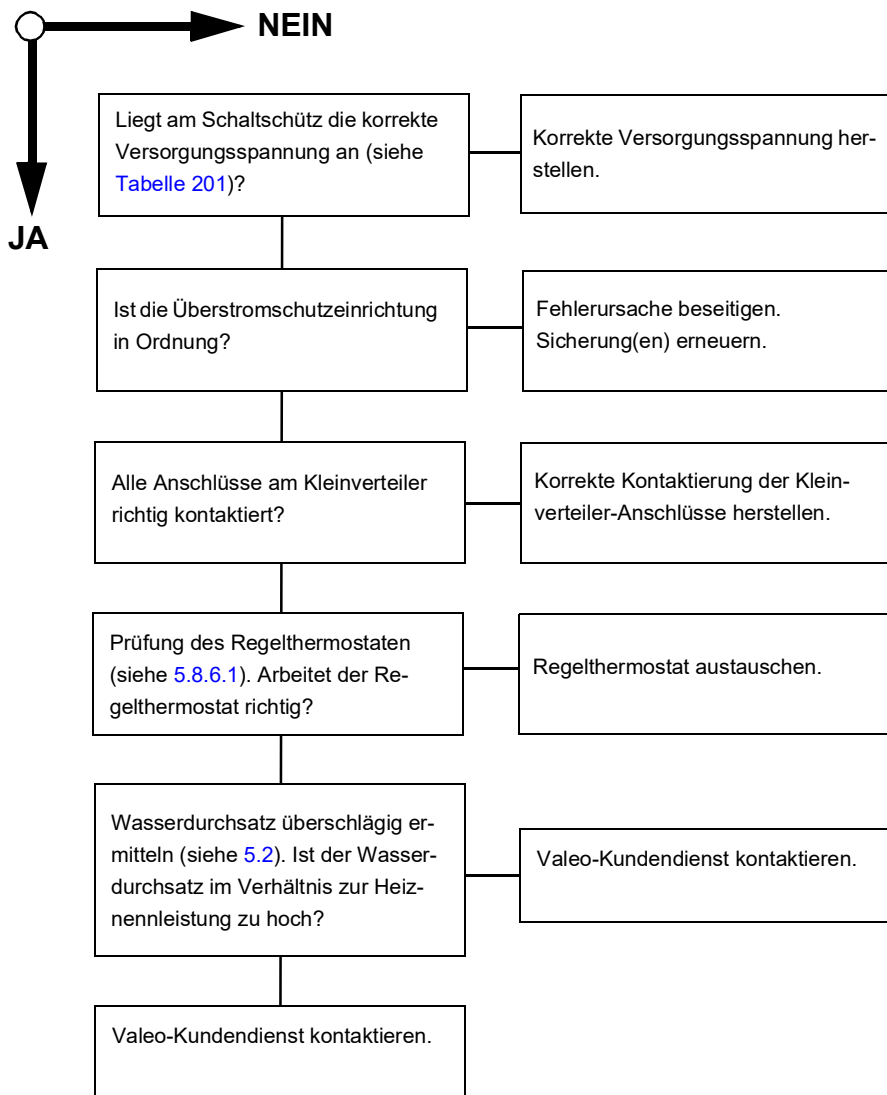 NEIN
JA
Liegt am Schaltschütz die korrekte
Versorgungsspannung an (siehe
Tabelle 201)?
Korrekte Versorgungsspannung her-
stellen.
Ist die Überstromschutzeinrichtung
in Ordnung?
Fehlerursache beseitigen.
Sicherung(en) erneuern.
Alle Anschlüsse am Kleinverteiler
richtig kontaktiert?
Korrekte Kontaktierung der Klein-
verteiler-Anschlüsse herstellen.
Prüfung des Regelthermostaten
(siehe 5.8.6.1). Arbeitet der Re-
gelthermostat richtig?
Regelthermostat austauschen.
Wasserdurchsatz überschlägig er-
mitteln (siehe 5.2). Ist der Wasser-
durchsatz im Verhältnis zur Heiz-
nennleistung zu hoch?
Valeo-Kundendienst kontaktieren.
Valeo-Kundendienst kontaktieren.